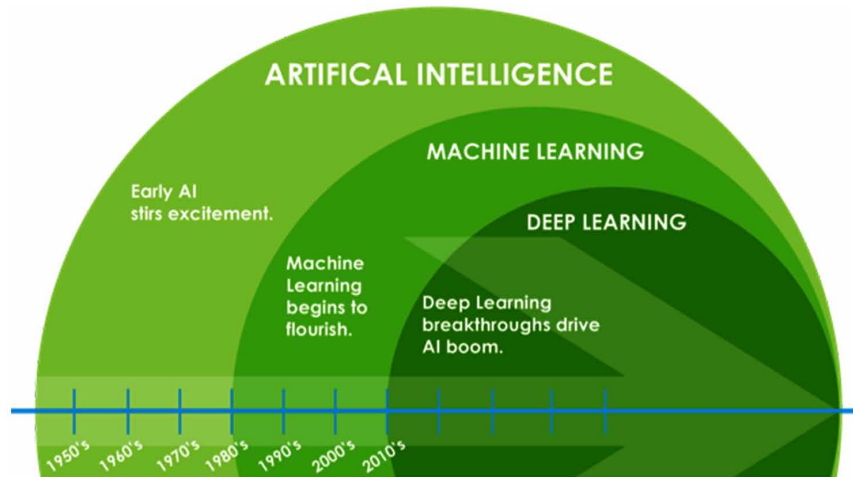 ARTIFICAL INTELLIGENCE
MACHINE LEARNING
DEEP LEARNING
Early AI
stirs excitement.
Machine
Learning
begins to
flourish.
Deep Learning
breakthroughs drive
AI boom.
1950's
1960's
1970's
1980's
1990's
2000's
2010's